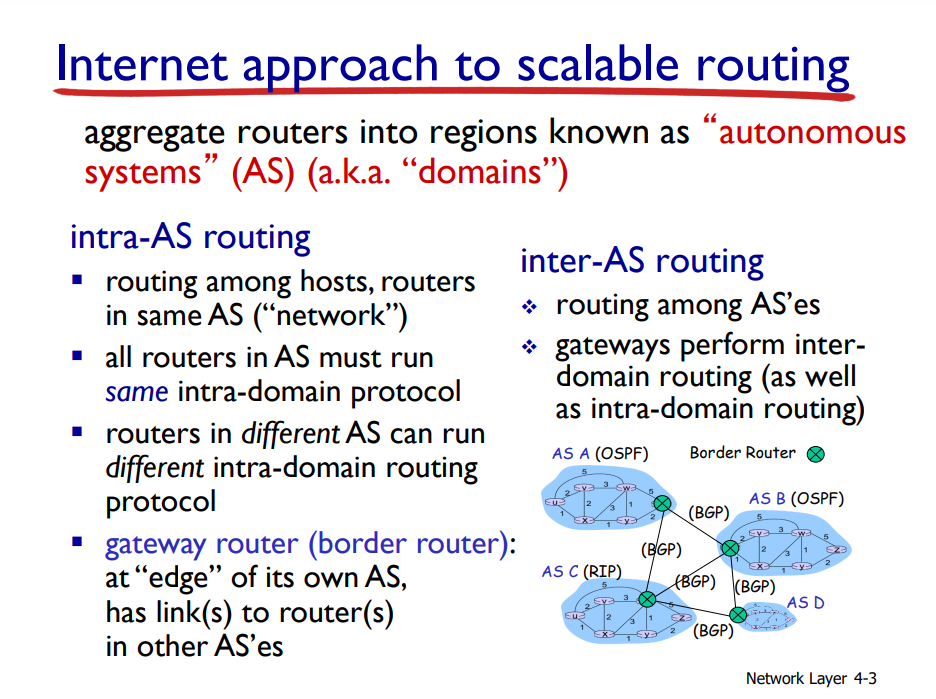 Internet approach to scalable routing
aggregate routers into regions known as “autonomous
systems” (AS) (a.k.a. “domains”)
intra-AS routing
▪ routing among hosts, routers
in same AS (“network”)
▪ all routers in AS must run
same intra-domain protocol
▪ routers in different AS can run
different intra-domain routing
protocol
▪ gateway router (border router):
at “edge” of its own AS,
has link(s) to router(s)
in other AS’es
inter-AS routing
❖ routing among AS’es
❖ gateways perform inter-
domain routing (as well
as intra-domain routing)
AS A (OSPF)
Border Router
5
v
3
w
5
2
u
2
3
1
1
x
1
y
2
(BGP)
AS B (OSPF)
5
v
3
w
5
2
2
3
1
z
1
x
1
y
2
(BGP)
AS C (RIP)
5
v
3
5
2
u
2
3
1
z
1
x
1
y
2
(BGP)
(BGP)
AS D
(BGP)
Network Layer 4-3